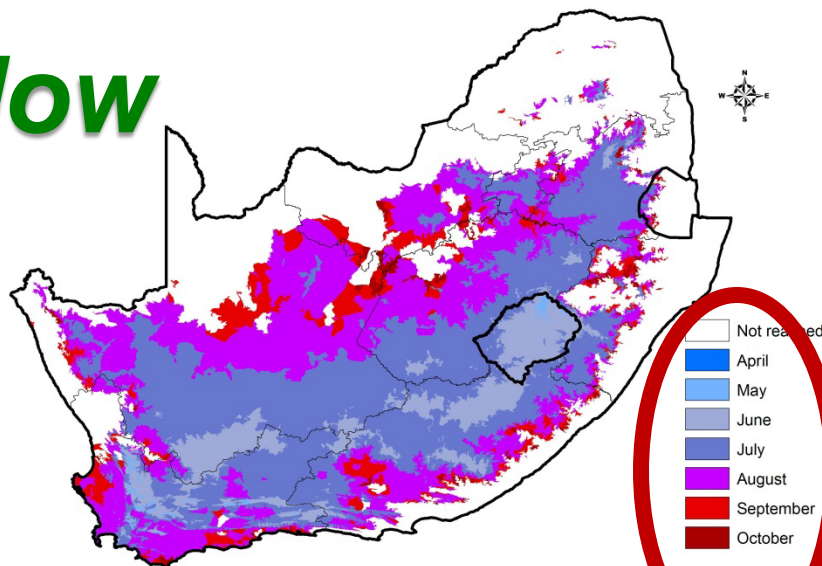 low
N
W E
S
Not reached
April
May
June
July
August
September
October